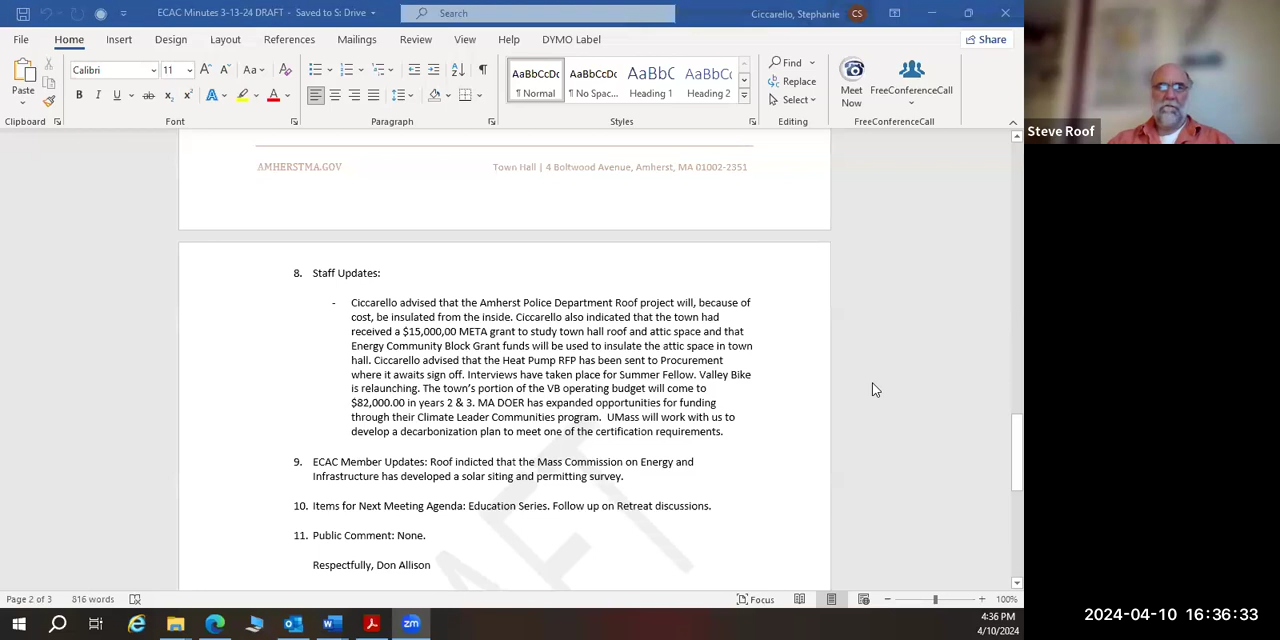 ECAC Minutes 3-13-24 DRAFT - Saved to S: Drive
Search
Ciccarello, Stephanie
CS
File
Home
Insert
Design
Layout
References
Mailings
Review
View
Help
DYMO Label
Share
Paste
Calibri
11
Find
Replace
Select
AaBbCcDc
¶ Normal
AaBbCcDc
¶ No Spac...
AaBbC
Heading 1
AaBbCc
Heading 2
Meet Now
FreeConferenceCall
Clipboard
Font
Paragraph
Styles
Editing
FreeConferenceCall
Steve Roof
AMHERSTMA.GOV
Town Hall | 4 Boltwood Avenue, Amherst, MA 01002-2351
8. Staff Updates:
- Ciccarello advised that the Amherst Police Department Roof project will, because of
cost, be insulated from the inside. Ciccarello also indicated that the town had
received a $15,000,00 META grant to study town hall roof and attic space and that
Energy Community Block Grant funds will be used to insulate the attic space in town
hall. Ciccarello advised that the Heat Pump RFP has been sent to Procurement
where it awaits sign off. Interviews have taken place for Summer Fellow. Valley Bike
is relaunching. The town's portion of the VB operating budget will come to
$82,000.00 in years 2 & 3. MA DOER has expanded opportunities for funding
through their Climate Leader Communities program. UMass will work with us to
develop a decarbonization plan to meet one of the certification requirements.
9. ECAC Member Updates: Roof indicted that the Mass Commission on Energy and
Infrastructure has developed a solar siting and permitting survey.
10. Items for Next Meeting Agenda: Education Series. Follow up on Retreat discussions.
11. Public Comment: None.
Respectfully, Don Allison
Page 2 of 3
816 words
Focus
100%
4:36 PM
4/10/2024
2024-04-10 16:36:33